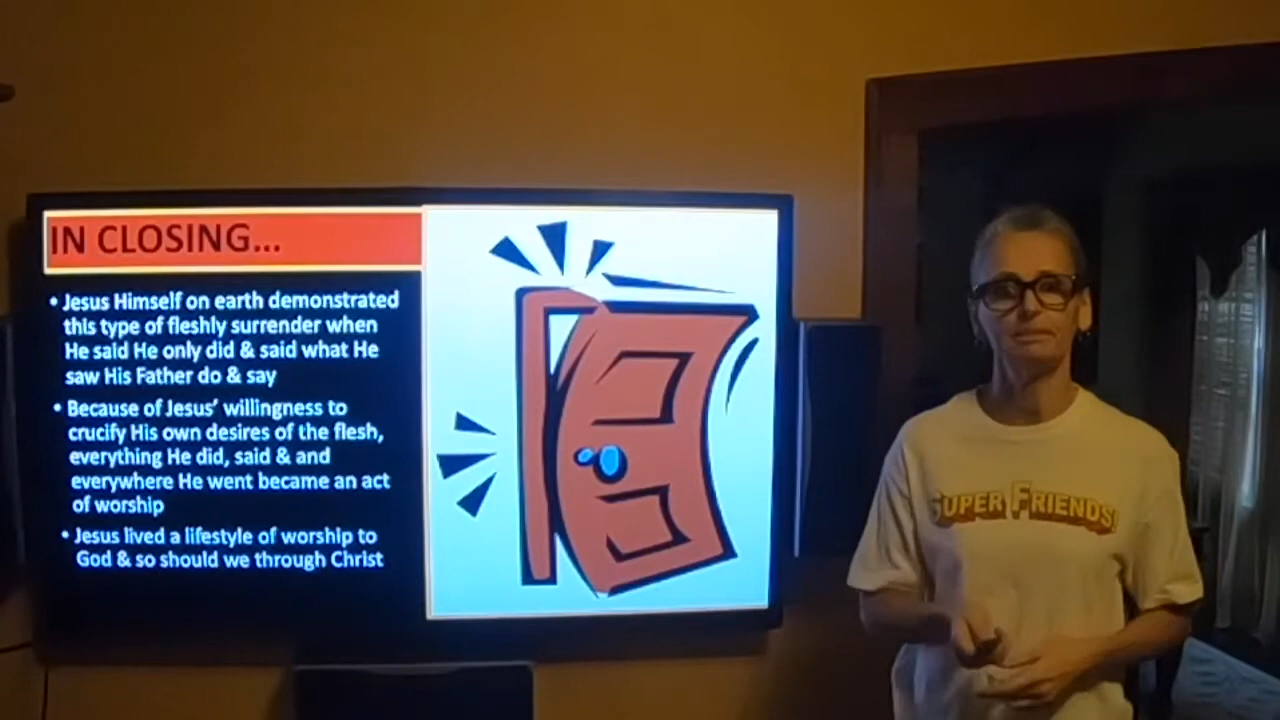 IN CLOSING...
• Jesus Himself on earth demonstrated
this type of fleshly surrender when
He said He only did & said what He
saw His Father do & say
• Because of Jesus' willingness to
crucify His own desires of the flesh,
everything He did, said & and
everywhere He went became an act
of worship
• Jesus lived a lifestyle of worship to
God & so should we through Christ
SUPER FRIENDS!